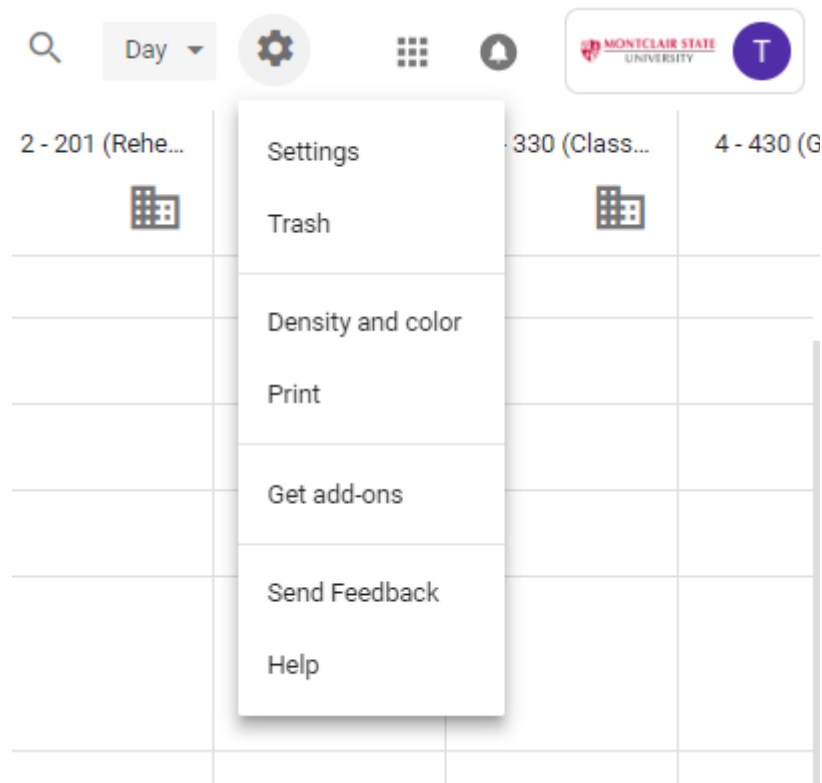 Day
MONTCLAIR STATE
UNIVERSITY
T
2 - 201 (Rehe...
330 (Class...
4 - 430 (G
Settings
Trash
Density and color
Print
Get add-ons
Send Feedback
Help